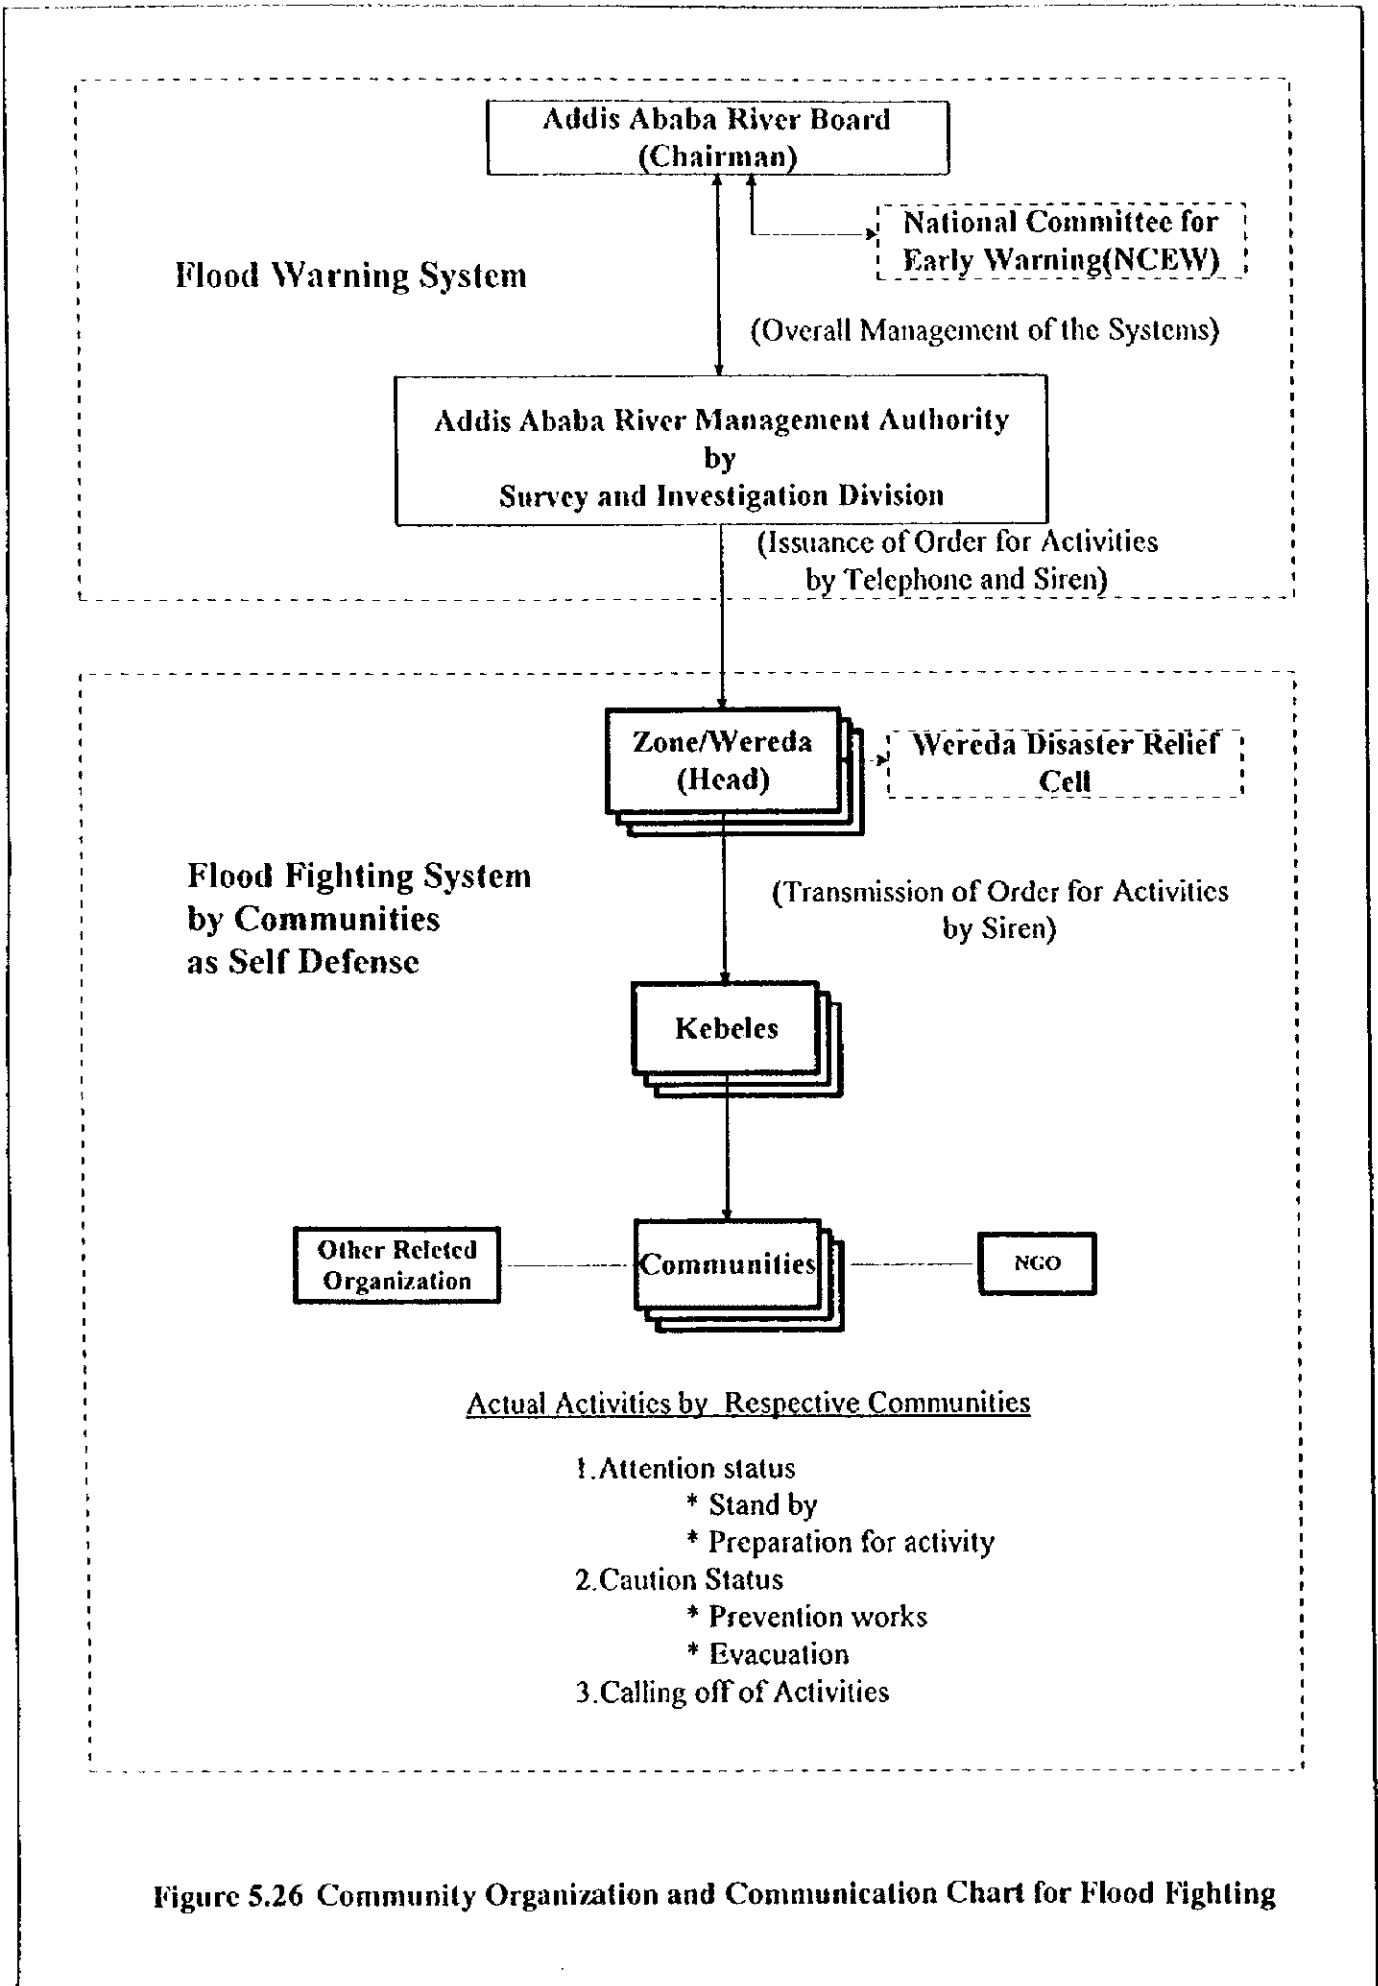 Addis Ababa River Board
(Chairman)
National Committee for
Early Warning(NCEW)
Flood Warning System
(Overall Management of the Systems)
Addis Ababa River Management Authority
by
Survey and Investigation Division
(Issuance of Order for Activities
by Telephone and Siren)
Zone/Wereda
(Head)
Wereda Disaster Relief
Cell
Flood Fighting System
by Communities
as Self Defense
(Transmission of Order for Activities
by Siren)
Kebeles
Other Releted
Organization
Communities
NGO
Actual Activities by Respective Communities
1.Attention status
* Stand by
* Preparation for activity
2.Caution Status
* Prevention works
* Evacuation
3.Calling off of Activities
Figure 5.26 Community Organization and Communication Chart for Flood Fighting